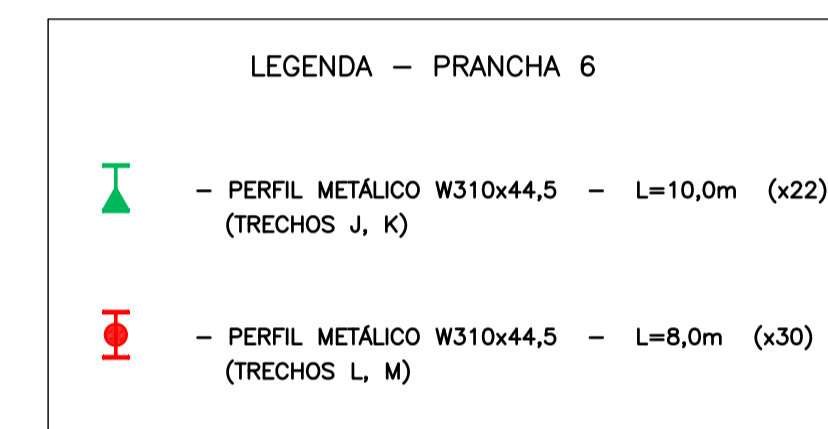 LEGENDA – PRANCHA 6
– PERFIL METÁLICO W310x44,5 – L=10,0m (x22)
(TRECHOS J, K)
– PERFIL METÁLICO W310x44,5 – L=8,0m (x30)
(TRECHOS L, M)